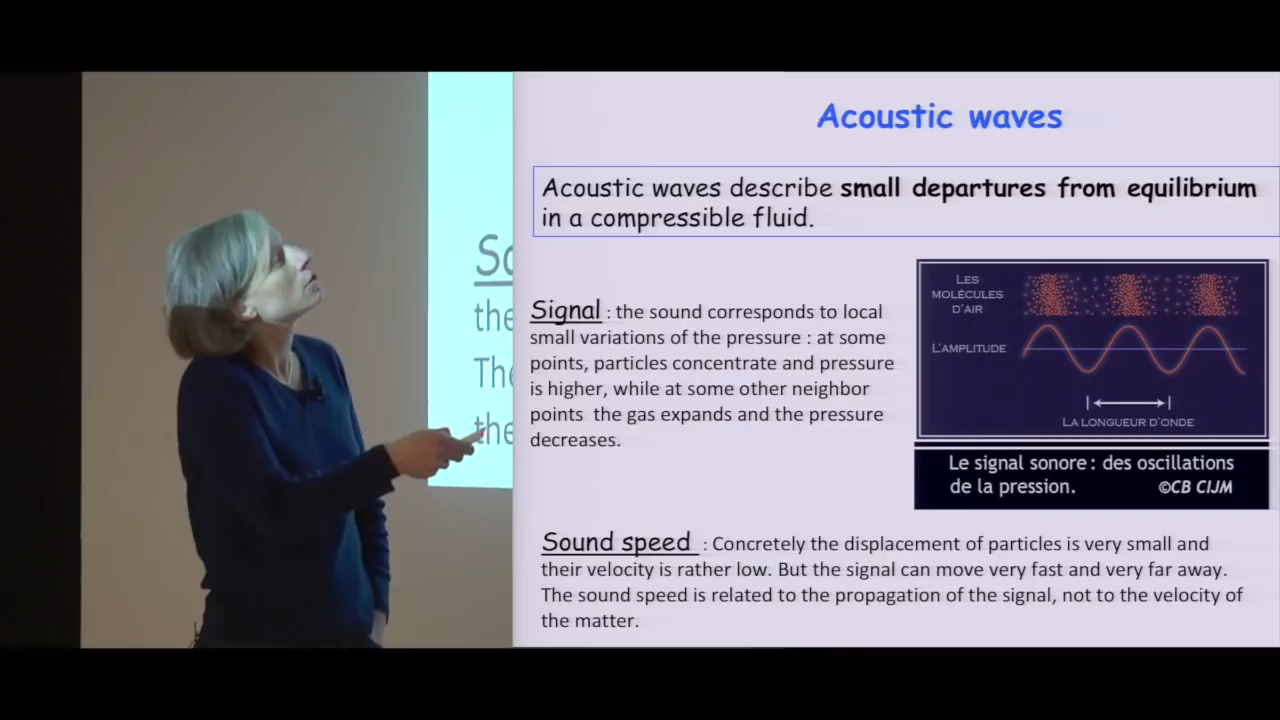 Acoustic waves
Acoustic waves describe small departures from equilibrium
in a compressible fluid.
Signal : the sound corresponds to local
small variations of the pressure : at some
points, particles concentrate and pressure
is higher, while at some other neighbor
points the gas expands and the pressure
decreases.
LES
MOLÉCULES
D'AIR
L'AMPLITUDE
LA LONGUEUR D'ONDE
Le signal sonore : des oscillations
de la pression. ©CB CIJM
Sound speed : Concretely the displacement of particles is very small and
their velocity is rather low. But the signal can move very fast and very far away.
The sound speed is related to the propagation of the signal, not to the velocity of
the matter.
So
the
The
the